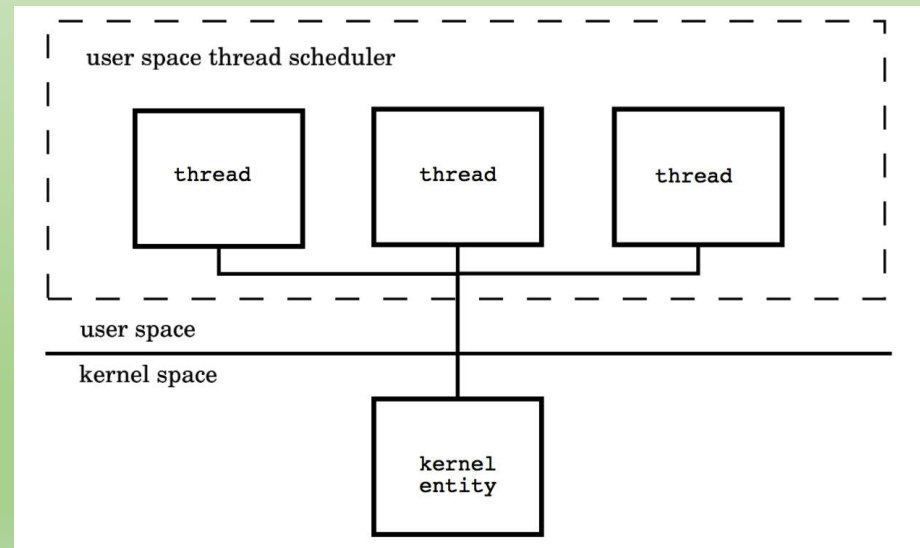 user space thread scheduler
thread
thread
thread
user space
kernel space
kernel
entity